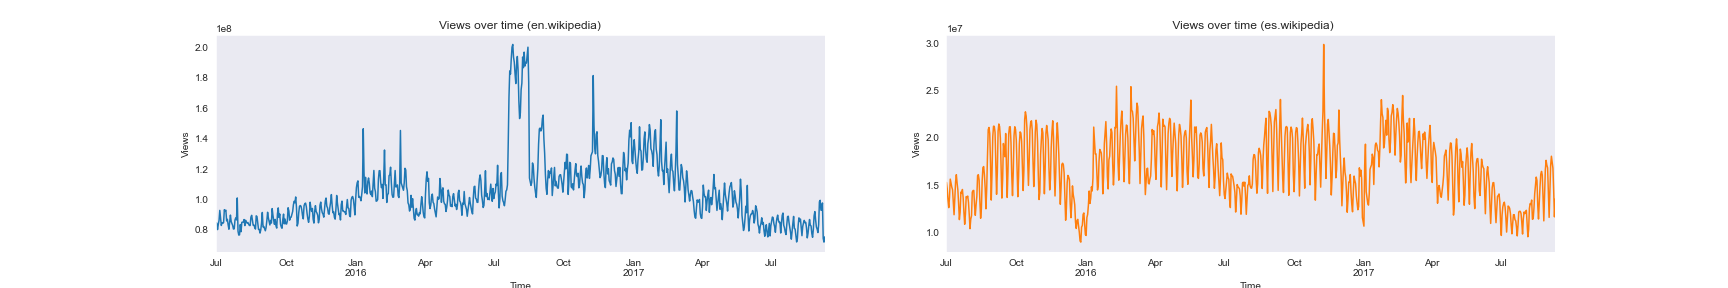 Views over time (en.wikipedia)
1e8
2.0
1.8
1.6
1.4
1.2
1.0
0.8
Views
Jul Oct Jan Apr Jul Oct Jan Apr Jul
2016 2017
Time
Views over time (es.wikipedia)
1e7
3.0
2.5
2.0
1.5
1.0
Views
Jul Oct Jan Apr Jul Oct Jan Apr Jul
2016 2017
Time